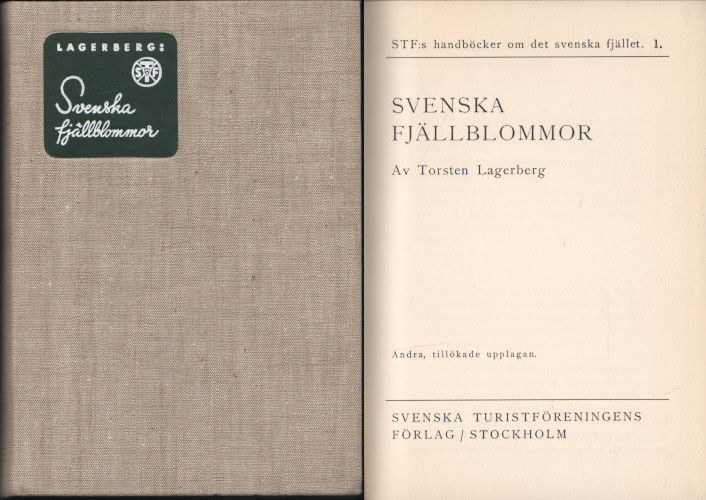 LAGERBERG:
STF
Svenska
fjällblommor
STF:s handböcker om det svenska fjället. 1.
SVENSKA
FJÄLLBLOMMOR
Av Torsten Lagerberg
Andra, tillökade upplagan.
SVENSKA TURISTFÖRENINGENS
FÖRLAG / STOCKHOLM